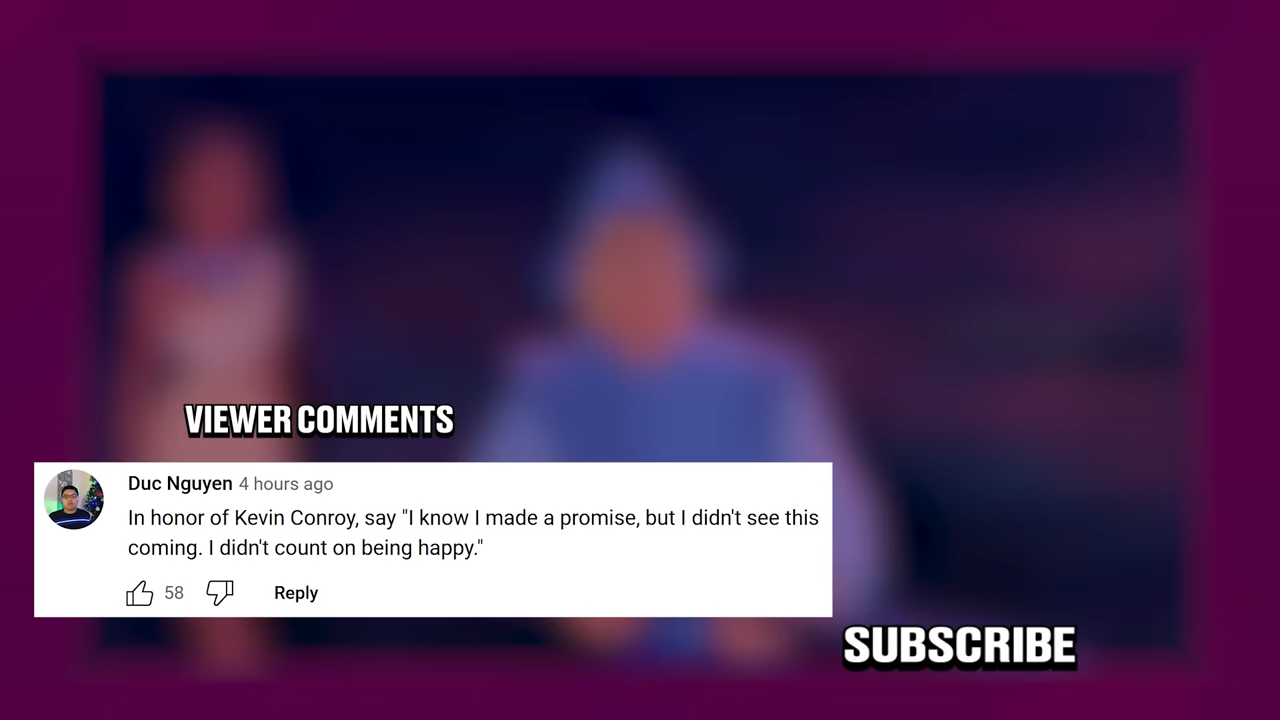 VIEWER COMMENTS
Duc Nguyen 4 hours ago
In honor of Kevin Conroy, say "I know I made a promise, but I didn't see this
coming. I didn't count on being happy."
58 Reply
SUBSCRIBE